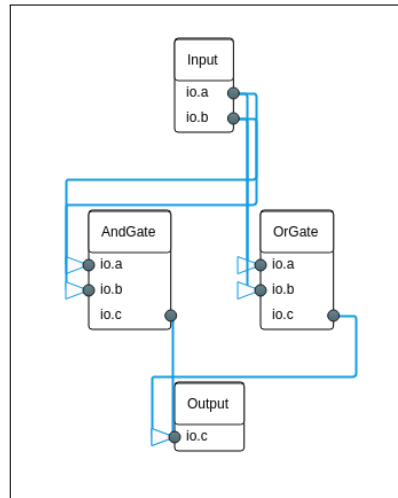 Input
io.a
io.b
AndGate
io.a
io.b
io.c
OrGate
io.a
io.b
io.c
Output
io.c